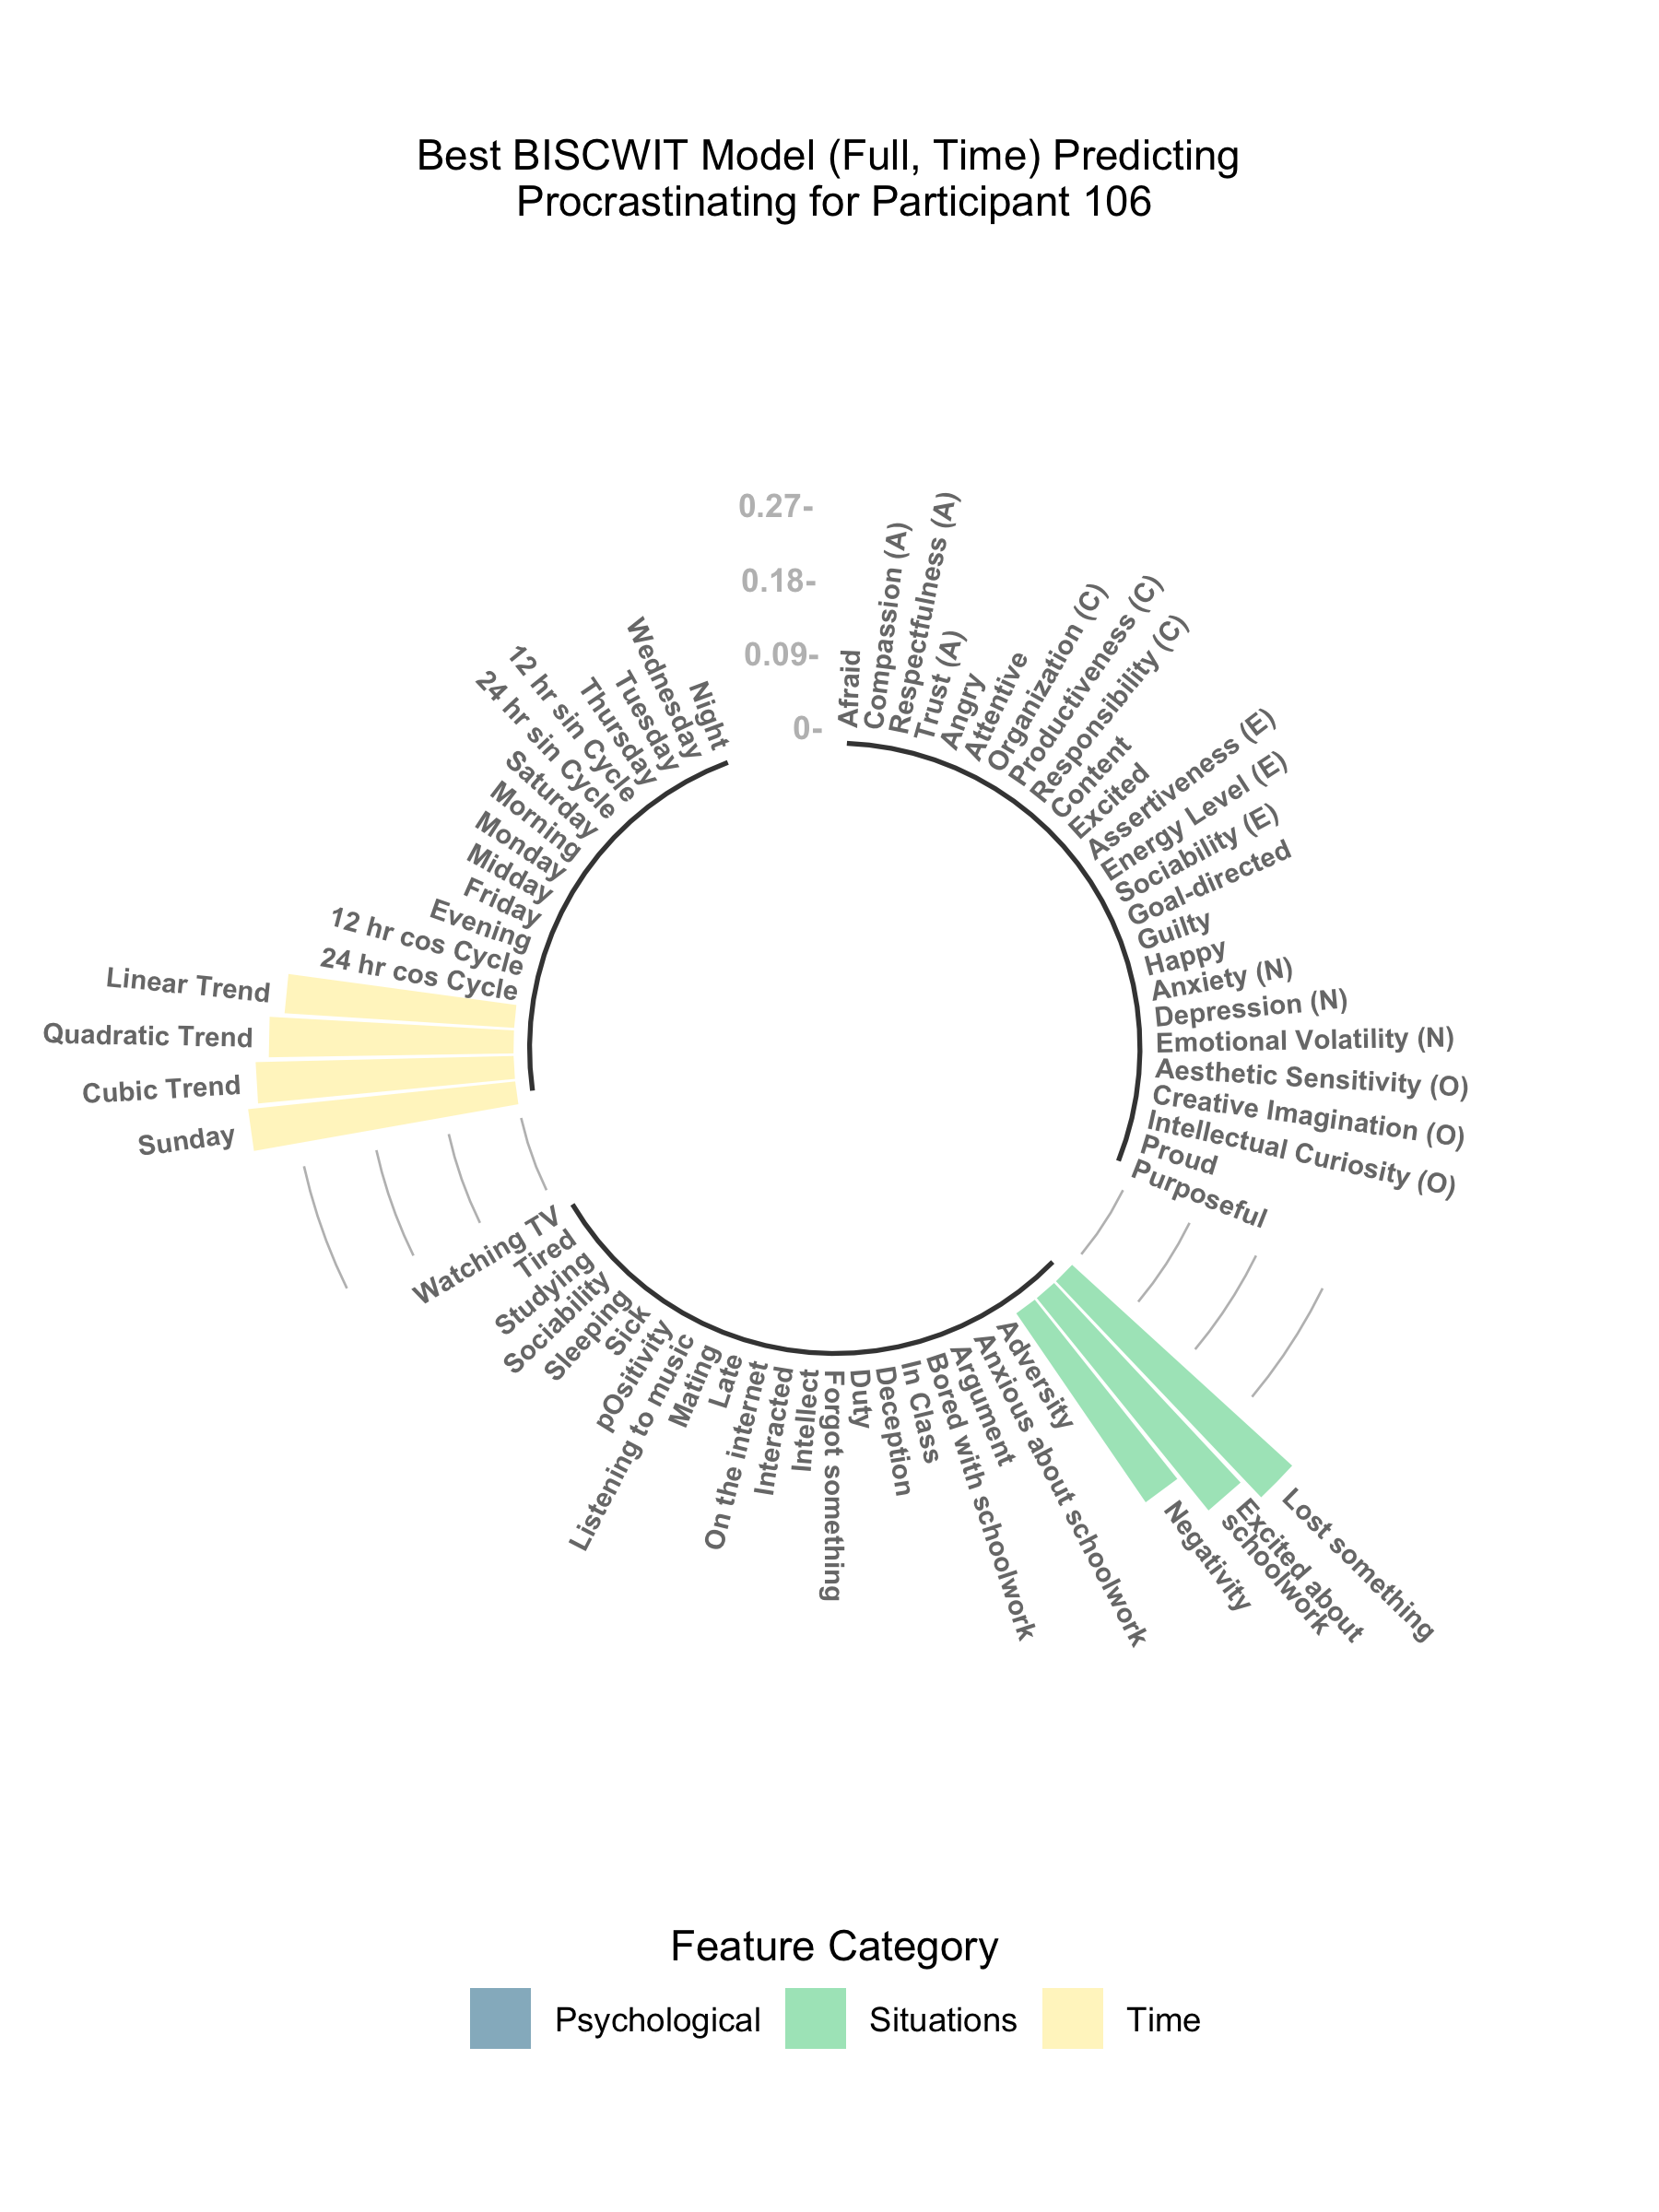 Best BISCWIT Model (Full, Time) Predicting
Procrastinating for Participant 106
0.27-
0.18-
0.09-
0-
Afraid
Compassion (A)
Respectfulness (A)
Trust (A)
Angry
Attentive
Organization (C)
Productiveness (C)
Responsibility (C)
Content
Excited
Assertiveness (E)
Energy Level (E)
Sociability (E)
Goal-directed
Guilty
Happy
Anxiety (N)
Depression (N)
Emotional Volatility (N)
Aesthetic Sensitivity (O)
Creative Imagination (O)
Intellectual Curiosity (O)
Proud
Purposeful
Lost something
Excited about
schoolwork
Negativity
Adversity
Anxious about schoolwork
Argument
Bored with schoolwork
In Class
Deception
Duty
Forgot something
Intellect
Interacted
On the internet
Late
Mating
Listening to music
pOsitivity
Sick
Sleeping
Sociability
Studying
Tired
Watching TV
Sunday
Cubic Trend
Quadratic Trend
Linear Trend
24 hr cos Cycle
12 hr cos Cycle
Evening
Friday
Midday
Monday
Morning
Saturday
24 hr sin Cycle
12 hr sin Cycle
Thursday
Tuesday
Wednesday
Night
Feature Category
Psychological
Situations
Time